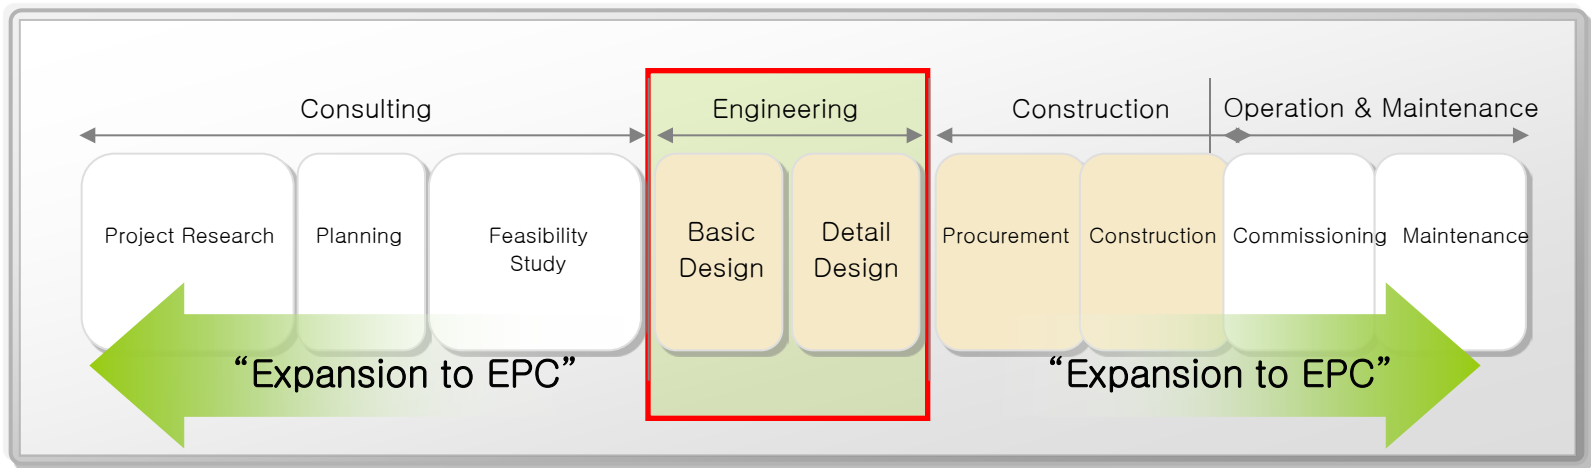 Consulting
Engineering
Construction
Operation & Maintenance
Project Research
Planning
Feasibility
Study
Basic
Design
Detail
Design
Procurement
Construction
Commissioning
Maintenance
“Expansion to EPC”
“Expansion to EPC”